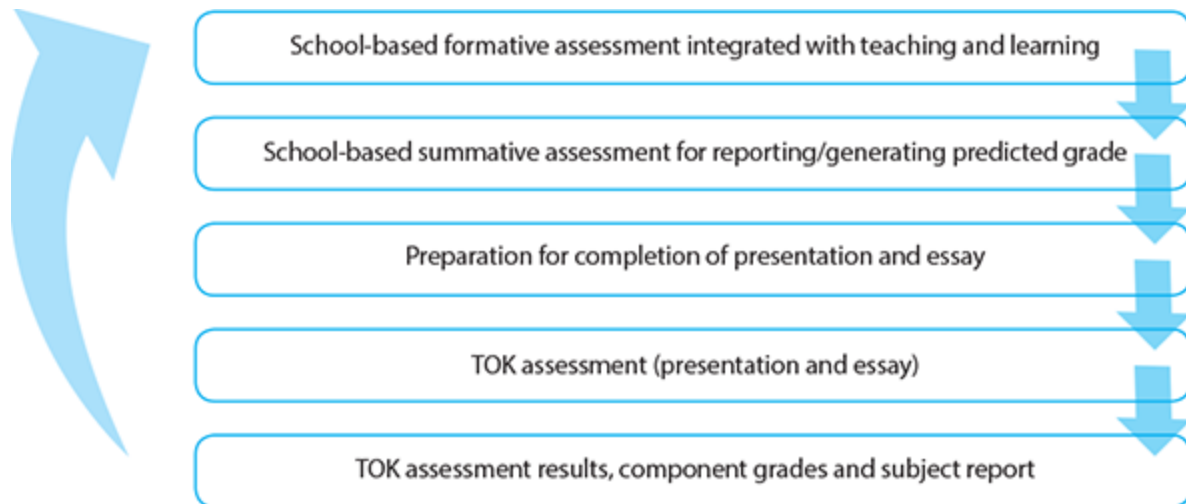 School-based formative assessment integrated with teaching and learning
School-based summative assessment for reporting/generating predicted grade
Preparation for completion of presentation and essay
TOK assessment (presentation and essay)
TOK assessment results, component grades and subject report